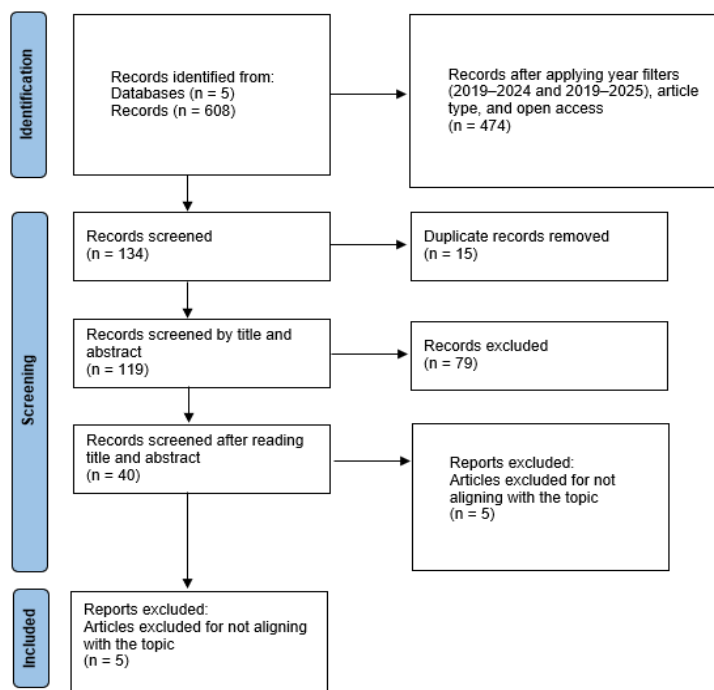 Identification
Records identified from:
Databases (n = 5)
Records (n = 608)
Records after applying year filters
(2019–2024 and 2019–2025), article
type, and open access
(n = 474)
Screening
Records screened
(n = 134)
Duplicate records removed
(n = 15)
Records screened by title and
abstract
(n = 119)
Records excluded
(n = 79)
Records screened after reading
title and abstract
(n = 40)
Reports excluded:
Articles excluded for not
aligning with the topic
(n = 5)
Included
Reports excluded:
Articles excluded for not aligning
with the topic
(n = 5)